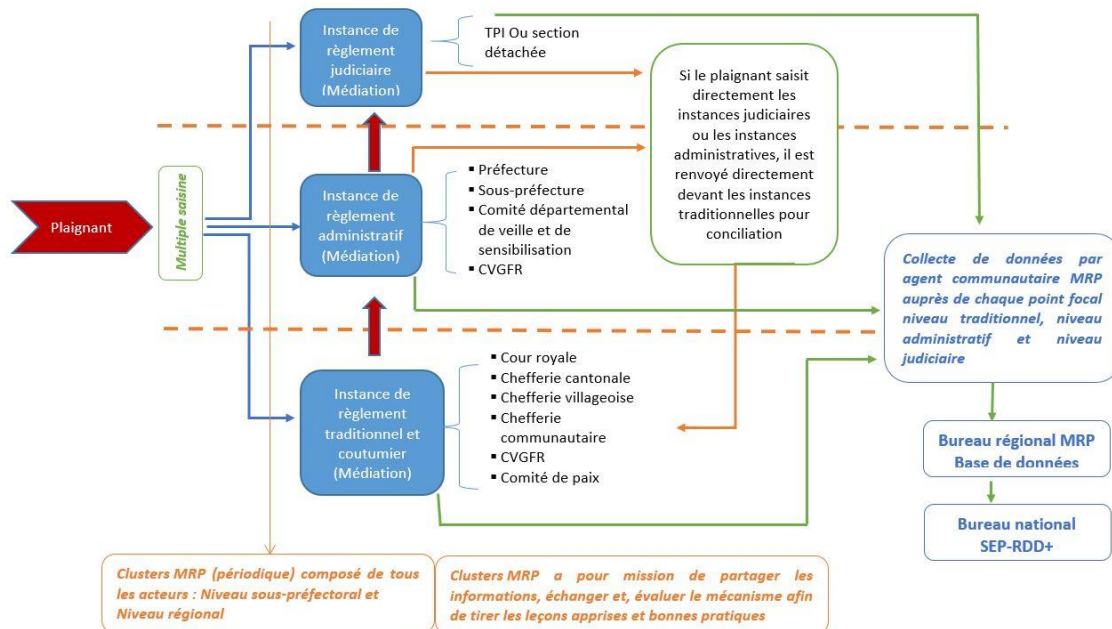 Instance de
règlement
judiciaire
(Médiation)
TPI Ou section
détachée
Si le plaignant saisit
directement les
instances judiciaires
ou les instances
administratives, il est
renvoyé directement
devant les instances
traditionnelles pour
conciliation
Plaignant
Multiple saisine
Instance de
règlement
administratif
(Médiation)
▪ Préfecture
▪ Sous-préfecture
▪ Comité départemental
de veille et de
sensibilisation
▪ CVGFR
Collecte de données par
agent communautaire MRP
auprès de chaque point focal
niveau traditionnel, niveau
administratif et niveau
judiciaire
Instance de
règlement
traditionnel et
coutumier
(Médiation)
▪ Cour royale
▪ Chefferie cantonale
▪ Chefferie villageoise
▪ Chefferie
communautaire
▪ CVGFR
▪ Comité de paix
Bureau régional MRP
Base de données
Bureau national
SEP-RDD+
Clusters MRP (périodique) composé de tous
les acteurs : Niveau sous-préfectoral et
Niveau régional
Clusters MRP a pour mission de partager les
informations, échanger et, évaluer le mécanisme afin
de tirer les leçons apprises et bonnes pratiques